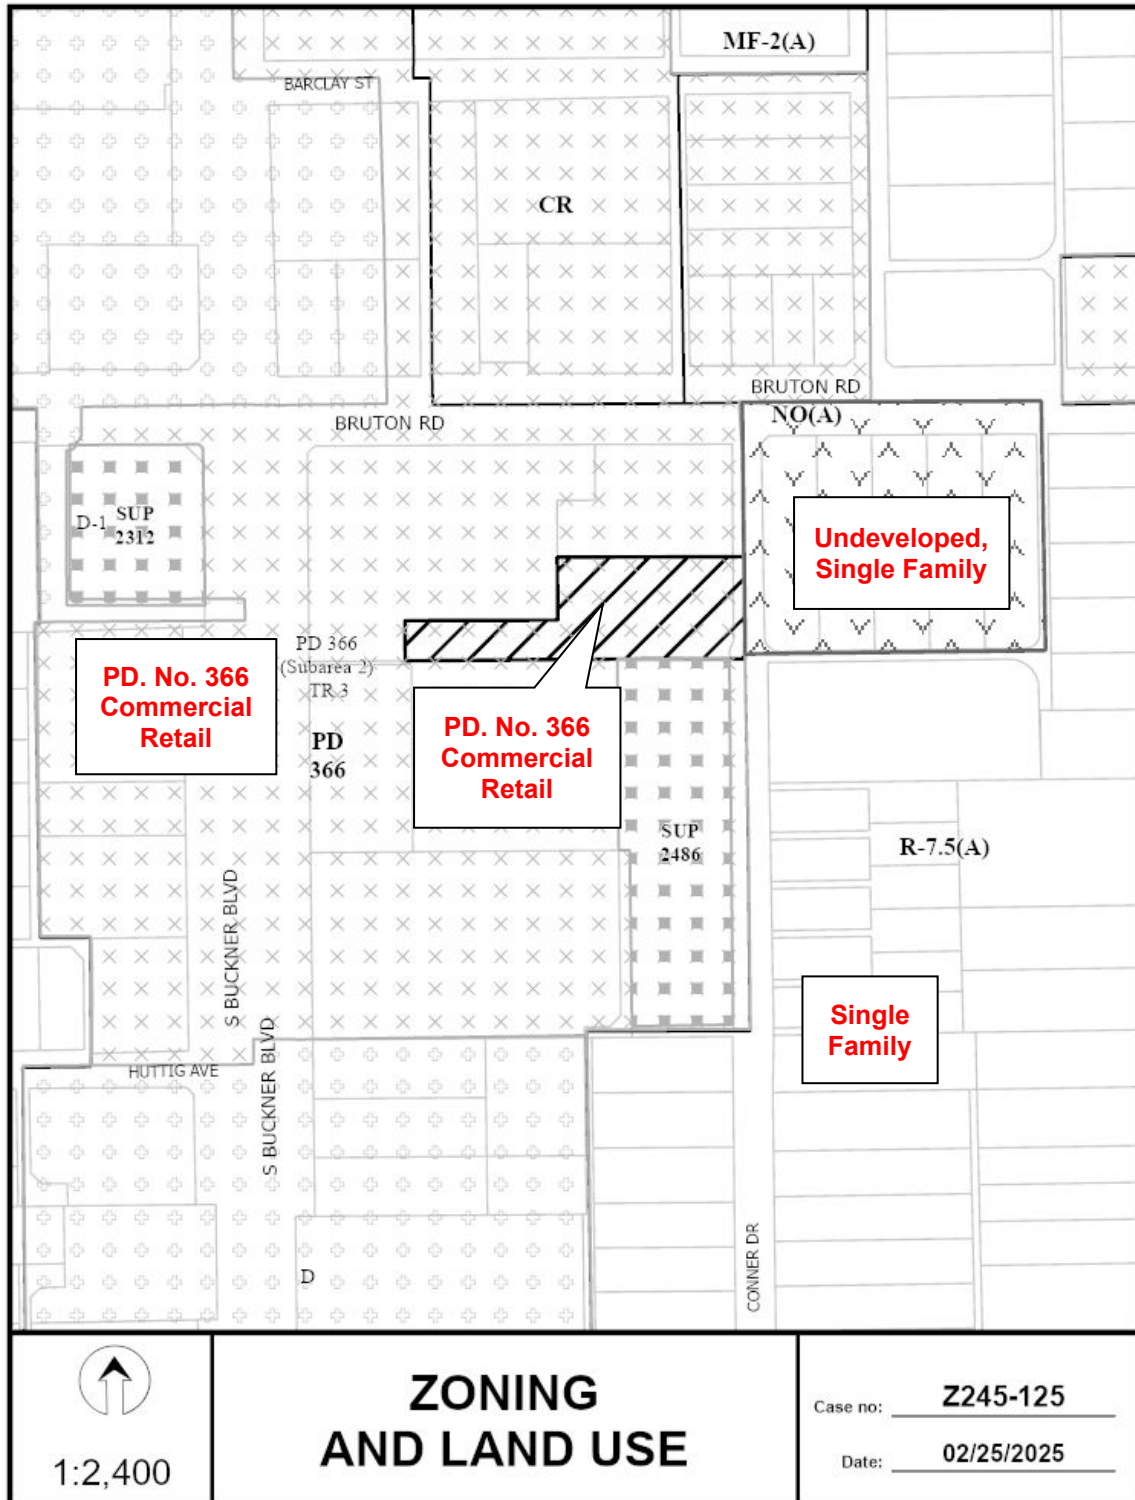 MF-2(A)
BARCLAY ST
CR
BRUTON RD
BRUTON RD
NO(A)
D-1
SUP
2312
Undeveloped,
Single Family
PD 366
(Subarea 2)
TR 3
PD. No. 366
Commercial
Retail
PD. No. 366
Commercial
Retail
PD
366
SUP
2486
R-7.5(A)
S BUCKNER BLVD
Single
Family
S BUCKNER BLVD
HUTTIG AVE
CONNER DR
D
1:2,400
ZONING
AND LAND USE
Case no: Z245-125
Date: 02/25/2025